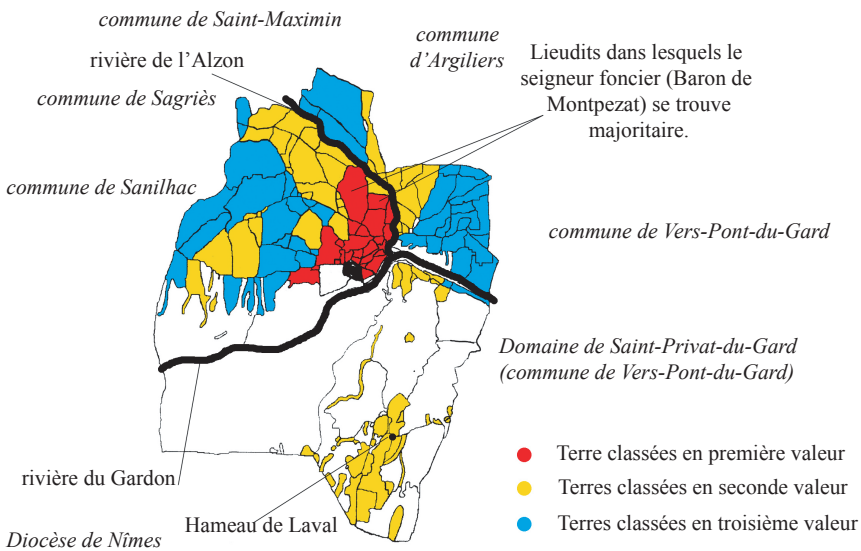 commune de Saint-Maximin
commune
d'Argiliers
rivière de l'Alzon
Lieudits dans lesquels le
seigneur foncier (Baron de
Montpezat) se trouve
majoritaire.
commune de Sagriès
commune de Sanilhac
commune de Vers-Pont-du-Gard
Domaine de Saint-Privat-du-Gard
(commune de Vers-Pont-du-Gard)
Terre classées en première valeur
Terres classées en seconde valeur
Terres classées en troisième valeur
rivière du Gardon
Hameau de Laval
Diocèse de Nîmes